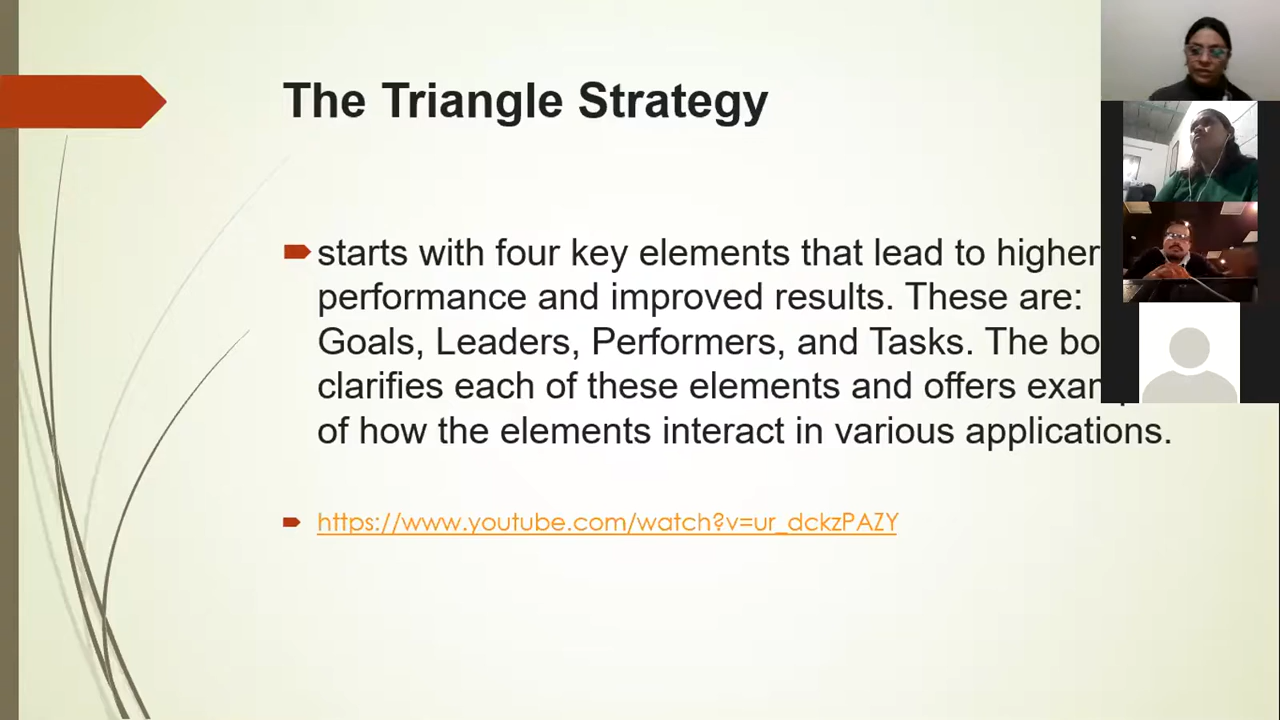 The Triangle Strategy
starts with four key elements that lead to higher
performance and improved results. These are:
Goals, Leaders, Performers, and Tasks. The
clarifies each of these elements and offers
of how the elements interact in various applications.
https://www.youtube.com/watch?v=ur_dckzPAZY